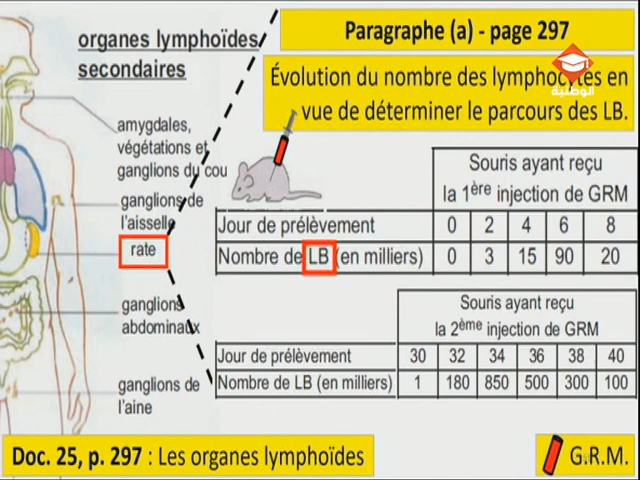 organes lymphoïdes
secondaires
Paragraphe (a) - page 297
Évolution du nombre des lymphocytes en
vue de déterminer le parcours des LB.
الوطنية
amygdales,
végétations et
ganglions du cou
ganglions de
l'aisselle
rate
ganglions
abdominaux
ganglions de
l'aine
Souris ayant reçu
la 1ère injection de GRM
Jour de prélèvement 0 2 4 6 8
Nombre de LB (en milliers) 0 3 15 90 20
Souris ayant reçu
la 2ème injection de GRM
Jour de prélèvement 30 32 34 36 38 40
Nombre de LB (en milliers) 1 180 850 500 300 100
Doc. 25, p. 297 : Les organes lymphoïdes
G.R.M.